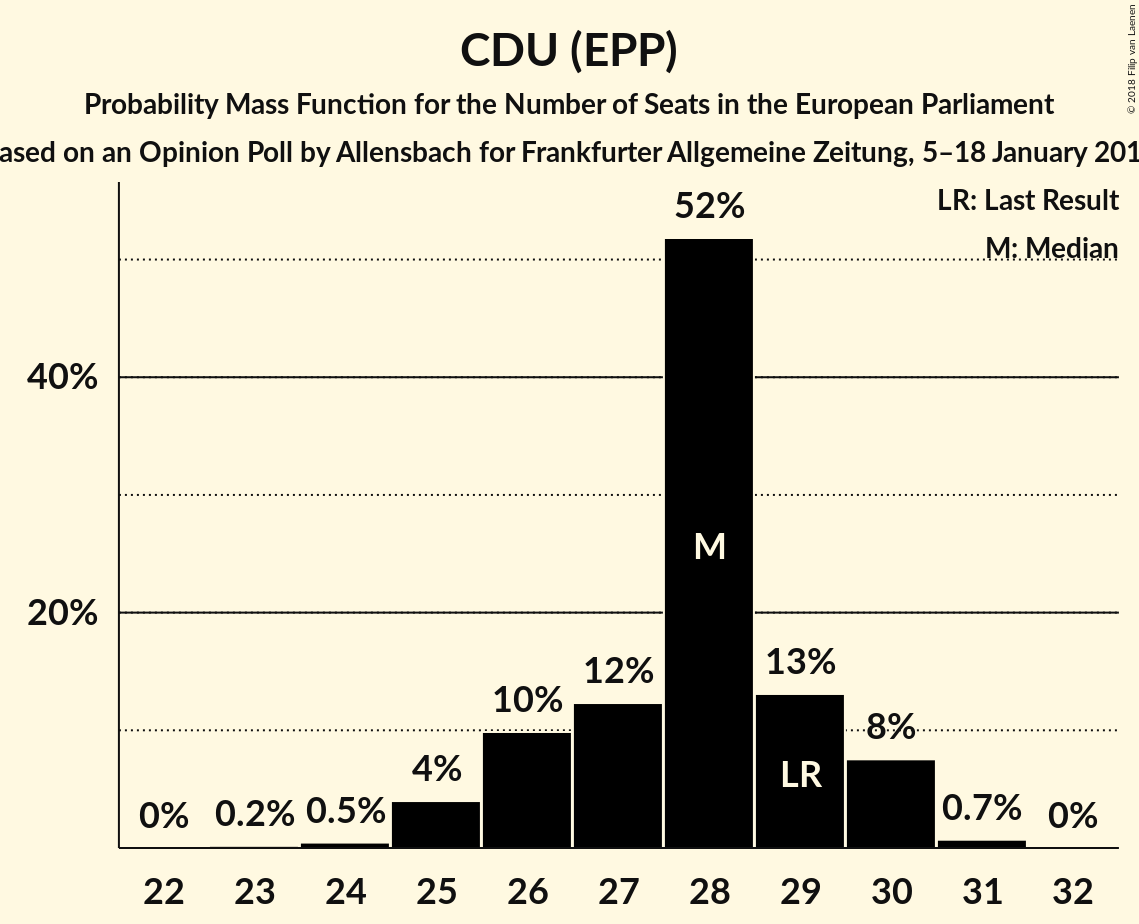 CDU (EPP)
Probability Mass Function for the Number of Seats in the European Parliament
ased on an Opinion Poll by Allensbach for Frankfurter Allgemeine Zeitung, 5–18 January 201
© 2018 Filip van Laenen
LR: Last Result
M: Median
40%
20%
0%
0.2%
0.5%
4%
10%
12%
52%
13%
8%
0.7%
0%
M
LR
22 23 24 25 26 27 28 29 30 31 32